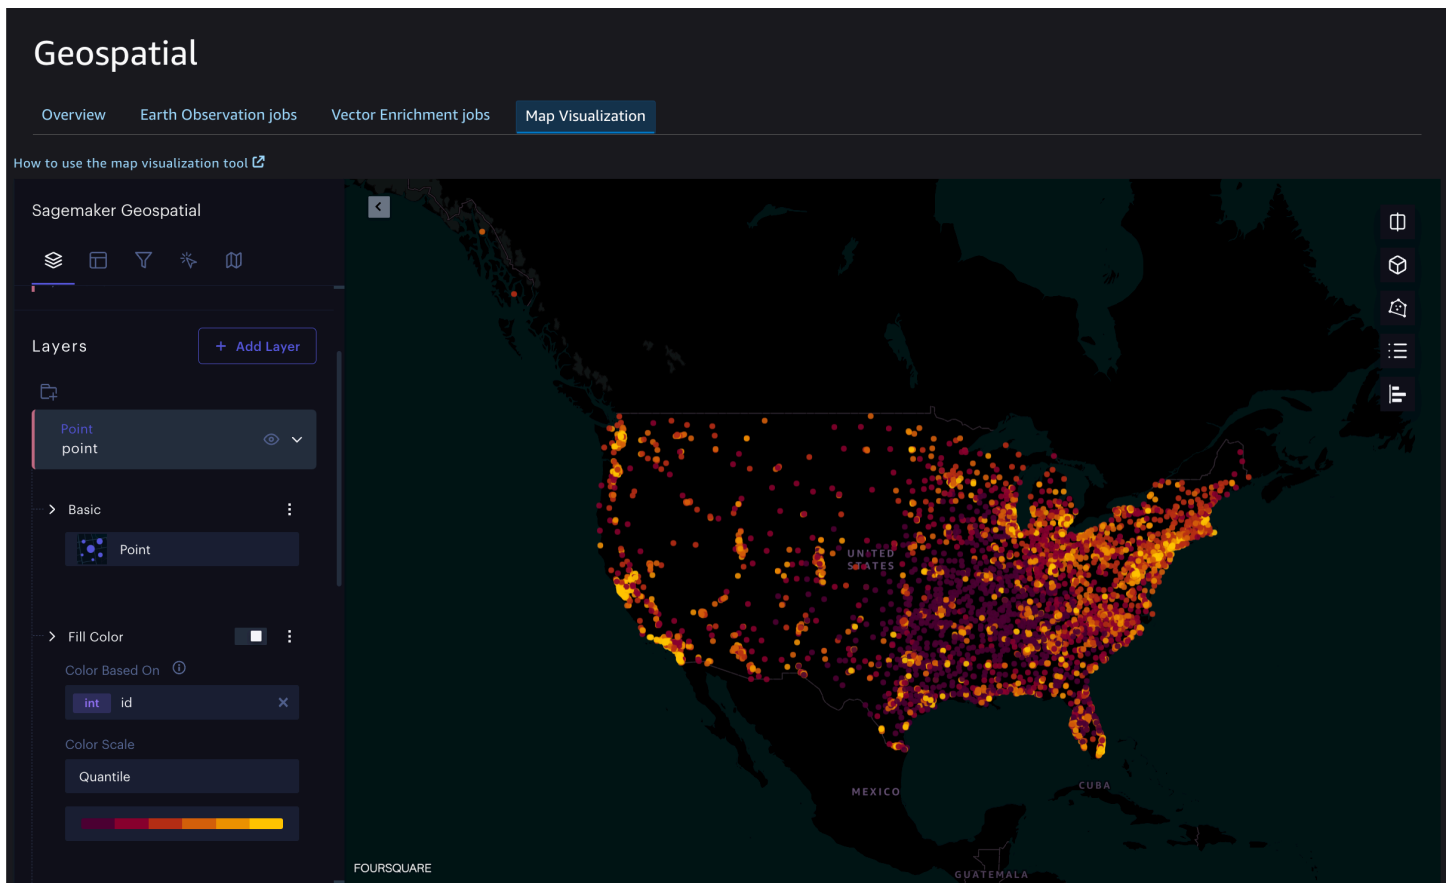 Geospatial
Overview
Earth Observation jobs
Vector Enrichment jobs
Map Visualization
How to use the map visualization tool
Sagemaker Geospatial
Layers
+ Add Layer
Point
point
Basic
Point
Fill Color
Color Based On
int id
Color Scale
Quantile
UNITED
STATES
MEXICO
CUBA
GUATEMALA
FOURSQUARE